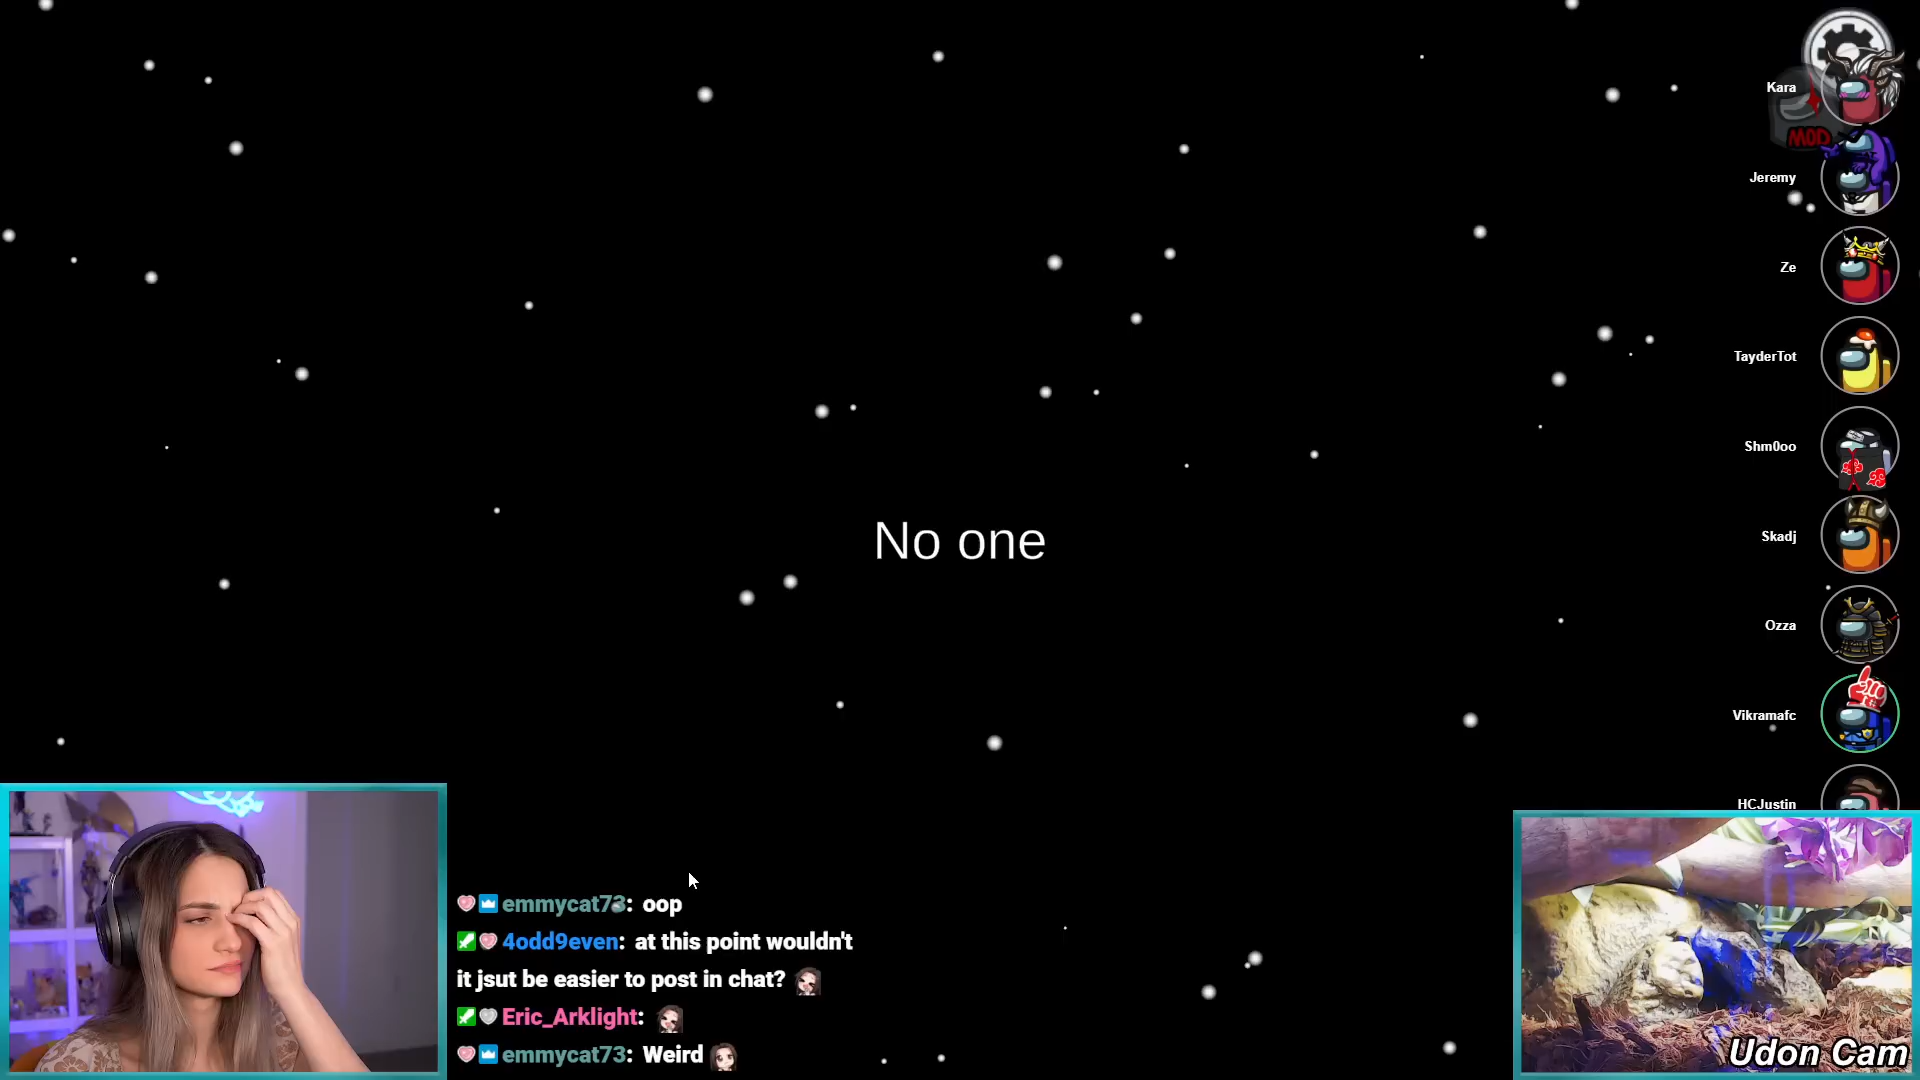 Kara
MOD
Jeremy
Ze
TayderTot
Shm0oo
Skadj
No one
Ozza
Vikramafc
HCJustin
emmycat73: oop
4odd9even: at this point wouldn't
it jsut be easier to post in chat?
Eric_Arklight:
emmycat73: Weird
Udon Cam